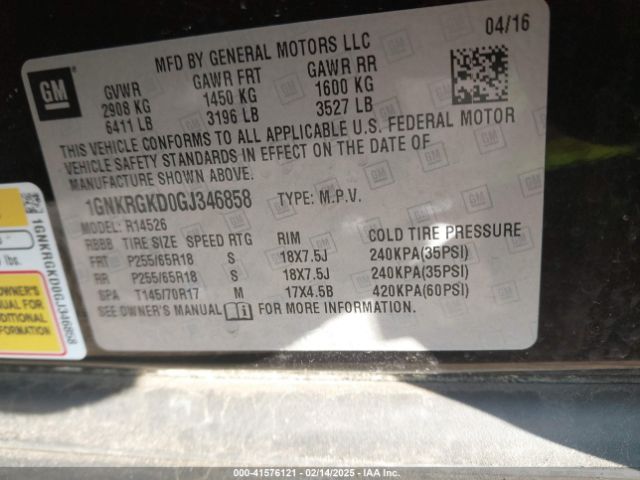 04/16
MFD BY GENERAL MOTORS LLC
GM
GVWR GAWR FRT GAWR RR
2908 KG 1450 KG 1600 KG
6411 LB 3196 LB 3527 LB
THIS VEHICLE CONFORMS TO ALL APPLICABLE U.S. FEDERAL MOTOR
VEHICLE SAFETY STANDARDS IN EFFECT ON THE DATE OF
MANUFACTURE SHOWN ABOVE.
1GNKRGKD0GJ346858 TYPE: M.P.V.
MODEL: R14526
RBBB TIRE SIZE SPEED RTG RIM COLD TIRE PRESSURE
FRT P255/65R18 S 18X7.5J 240KPA(35PSI)
RR P255/65R18 S 18X7.5J 240KPA(35PSI)
SPA T145/70R17 M 17X4.5B 420KPA(60PSI)
SEE OWNER'S MANUAL FOR MORE INFORMATION.
1GNKRGKD0GJ346858
lbs.
OWNER'S
MANUAL FOR
ADDITIONAL
INFORMATION
000-41576121 - 02/14/2025 - IAA Inc.